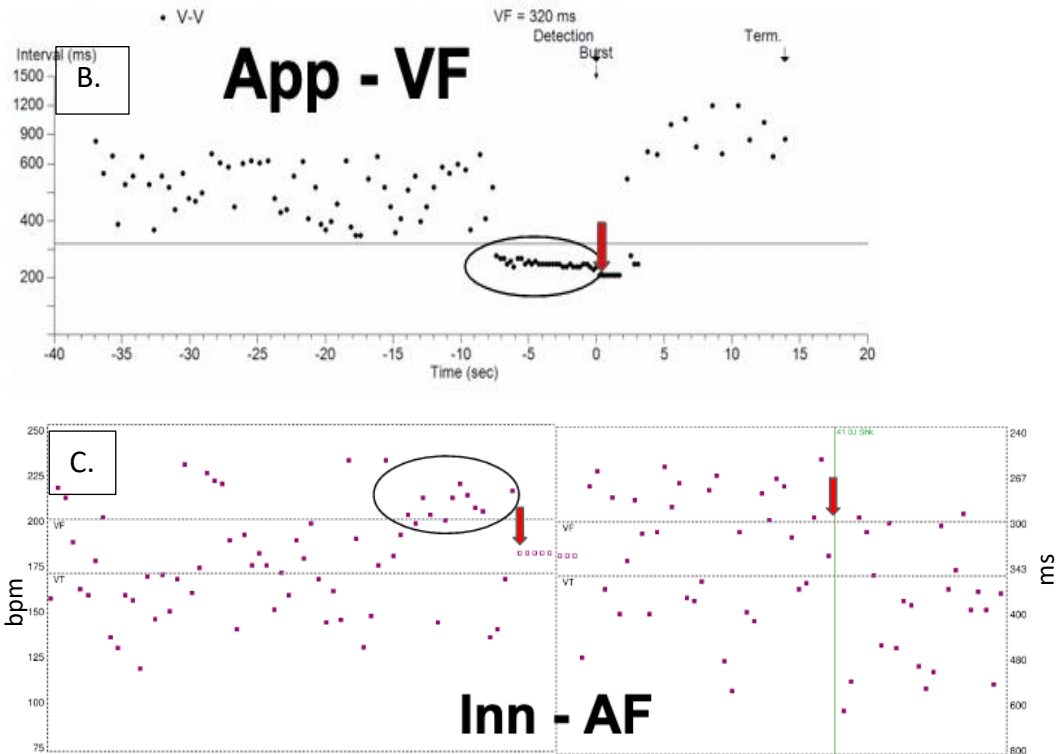 • V-V
VF = 320 ms
Detection
Burst
Term.
Interval (ms)
B.
App - VF
1500
1200
900
600
400
200
-40 -35 -30 -25 -20 -15 -10 -5 0 5 10 15 20
Time (sec)
C.
250
225
200
175
150
125
100
75
bpm
VF
VT
41.0J Shk
VF
VT
240
267
300
343
400
480
600
800
ms
Inn - AF